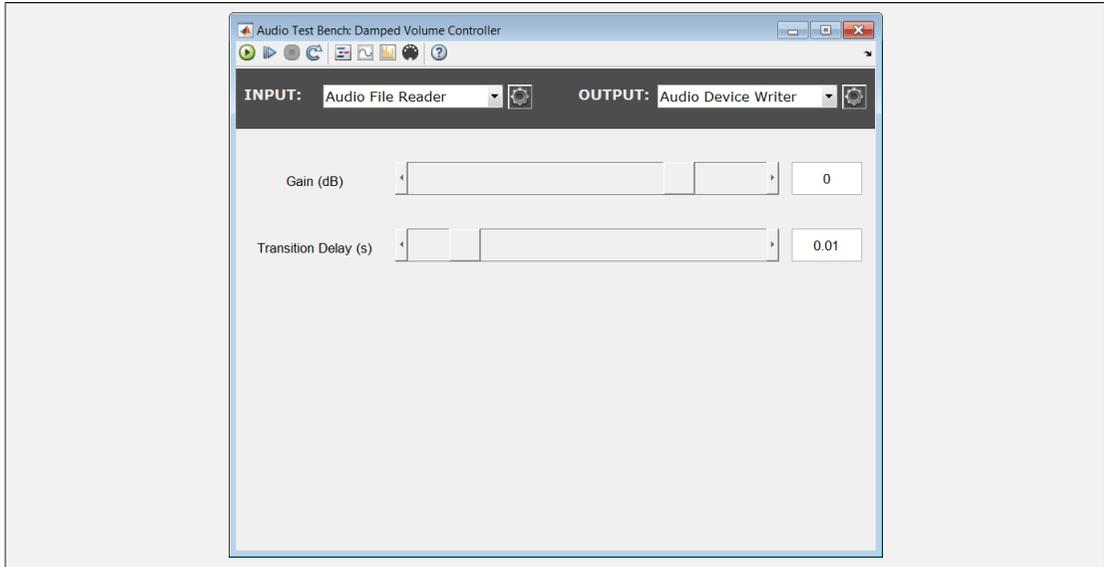 Audio Test Bench: Damped Volume Controller
INPUT: Audio File Reader OUTPUT: Audio Device Writer
Gain (dB) 0
Transition Delay (s) 0.01